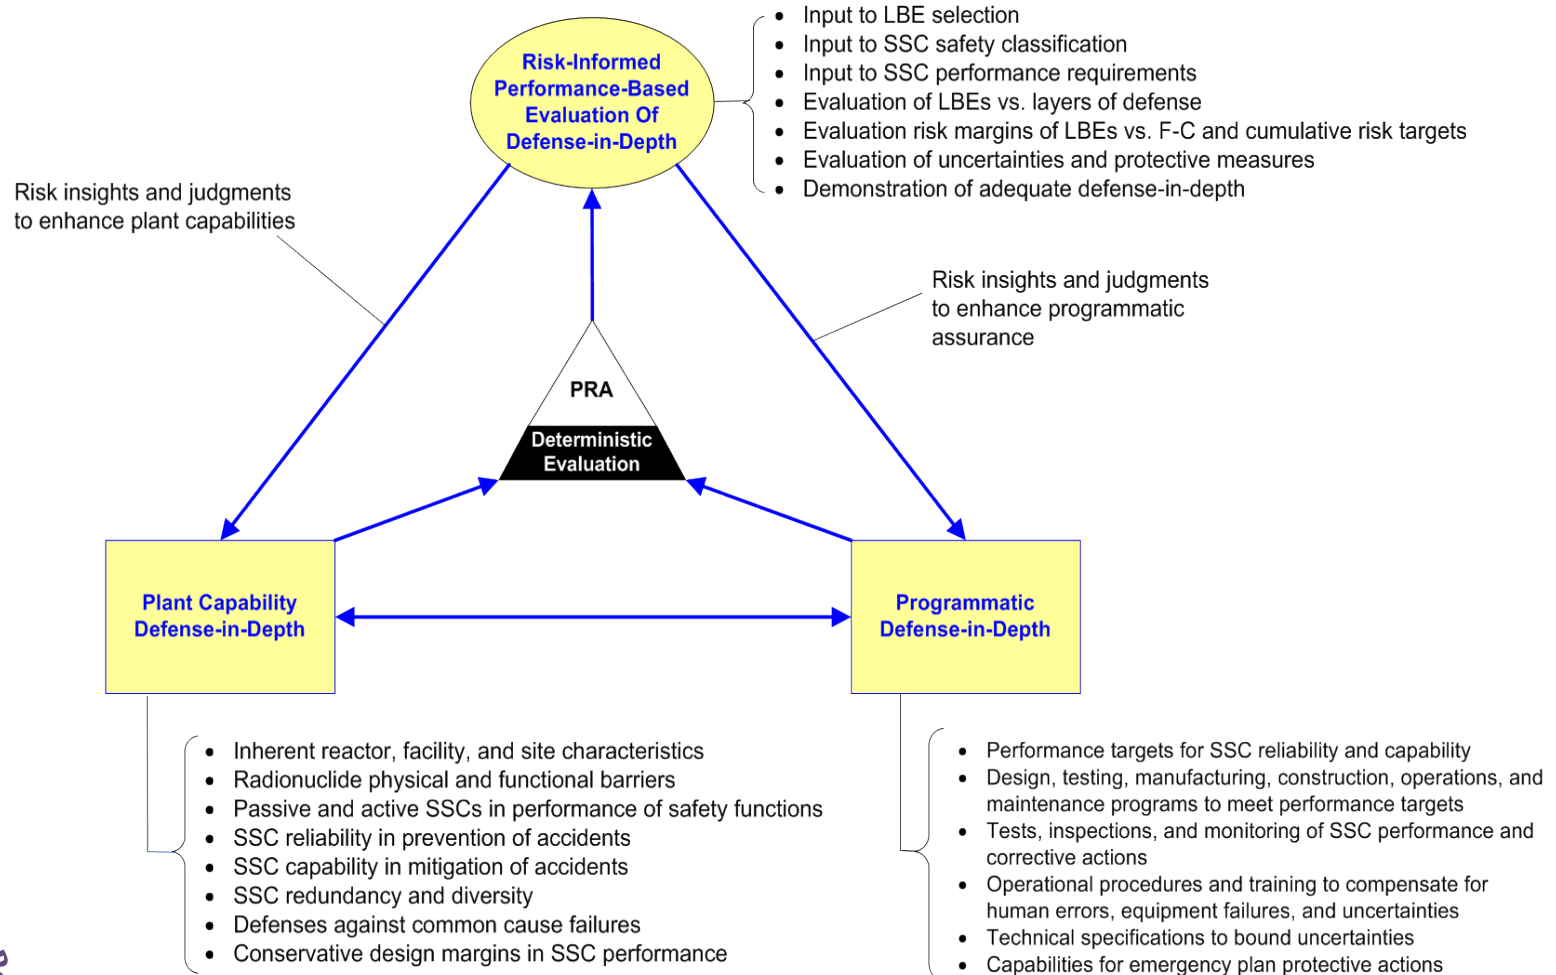 Risk-Informed
Performance-Based
Evaluation Of
Defense-in-Depth
• Input to LBE selection
• Input to SSC safety classification
• Input to SSC performance requirements
• Evaluation of LBEs vs. layers of defense
• Evaluation risk margins of LBEs vs. F-C and cumulative risk targets
• Evaluation of uncertainties and protective measures
• Demonstration of adequate defense-in-depth
Risk insights and judgments
to enhance plant capabilities
Risk insights and judgments
to enhance programmatic
assurance
PRA
Deterministic
Evaluation
Plant Capability
Defense-in-Depth
Programmatic
Defense-in-Depth
• Inherent reactor, facility, and site characteristics
• Radionuclide physical and functional barriers
• Passive and active SSCs in performance of safety functions
• SSC reliability in prevention of accidents
• SSC capability in mitigation of accidents
• SSC redundancy and diversity
• Defenses against common cause failures
• Conservative design margins in SSC performance
• Performance targets for SSC reliability and capability
• Design, testing, manufacturing, construction, operations, and
maintenance programs to meet performance targets
• Tests, inspections, and monitoring of SSC performance and
corrective actions
• Operational procedures and training to compensate for
human errors, equipment failures, and uncertainties
• Technical specifications to bound uncertainties
• Capabilities for emergency plan protective actions